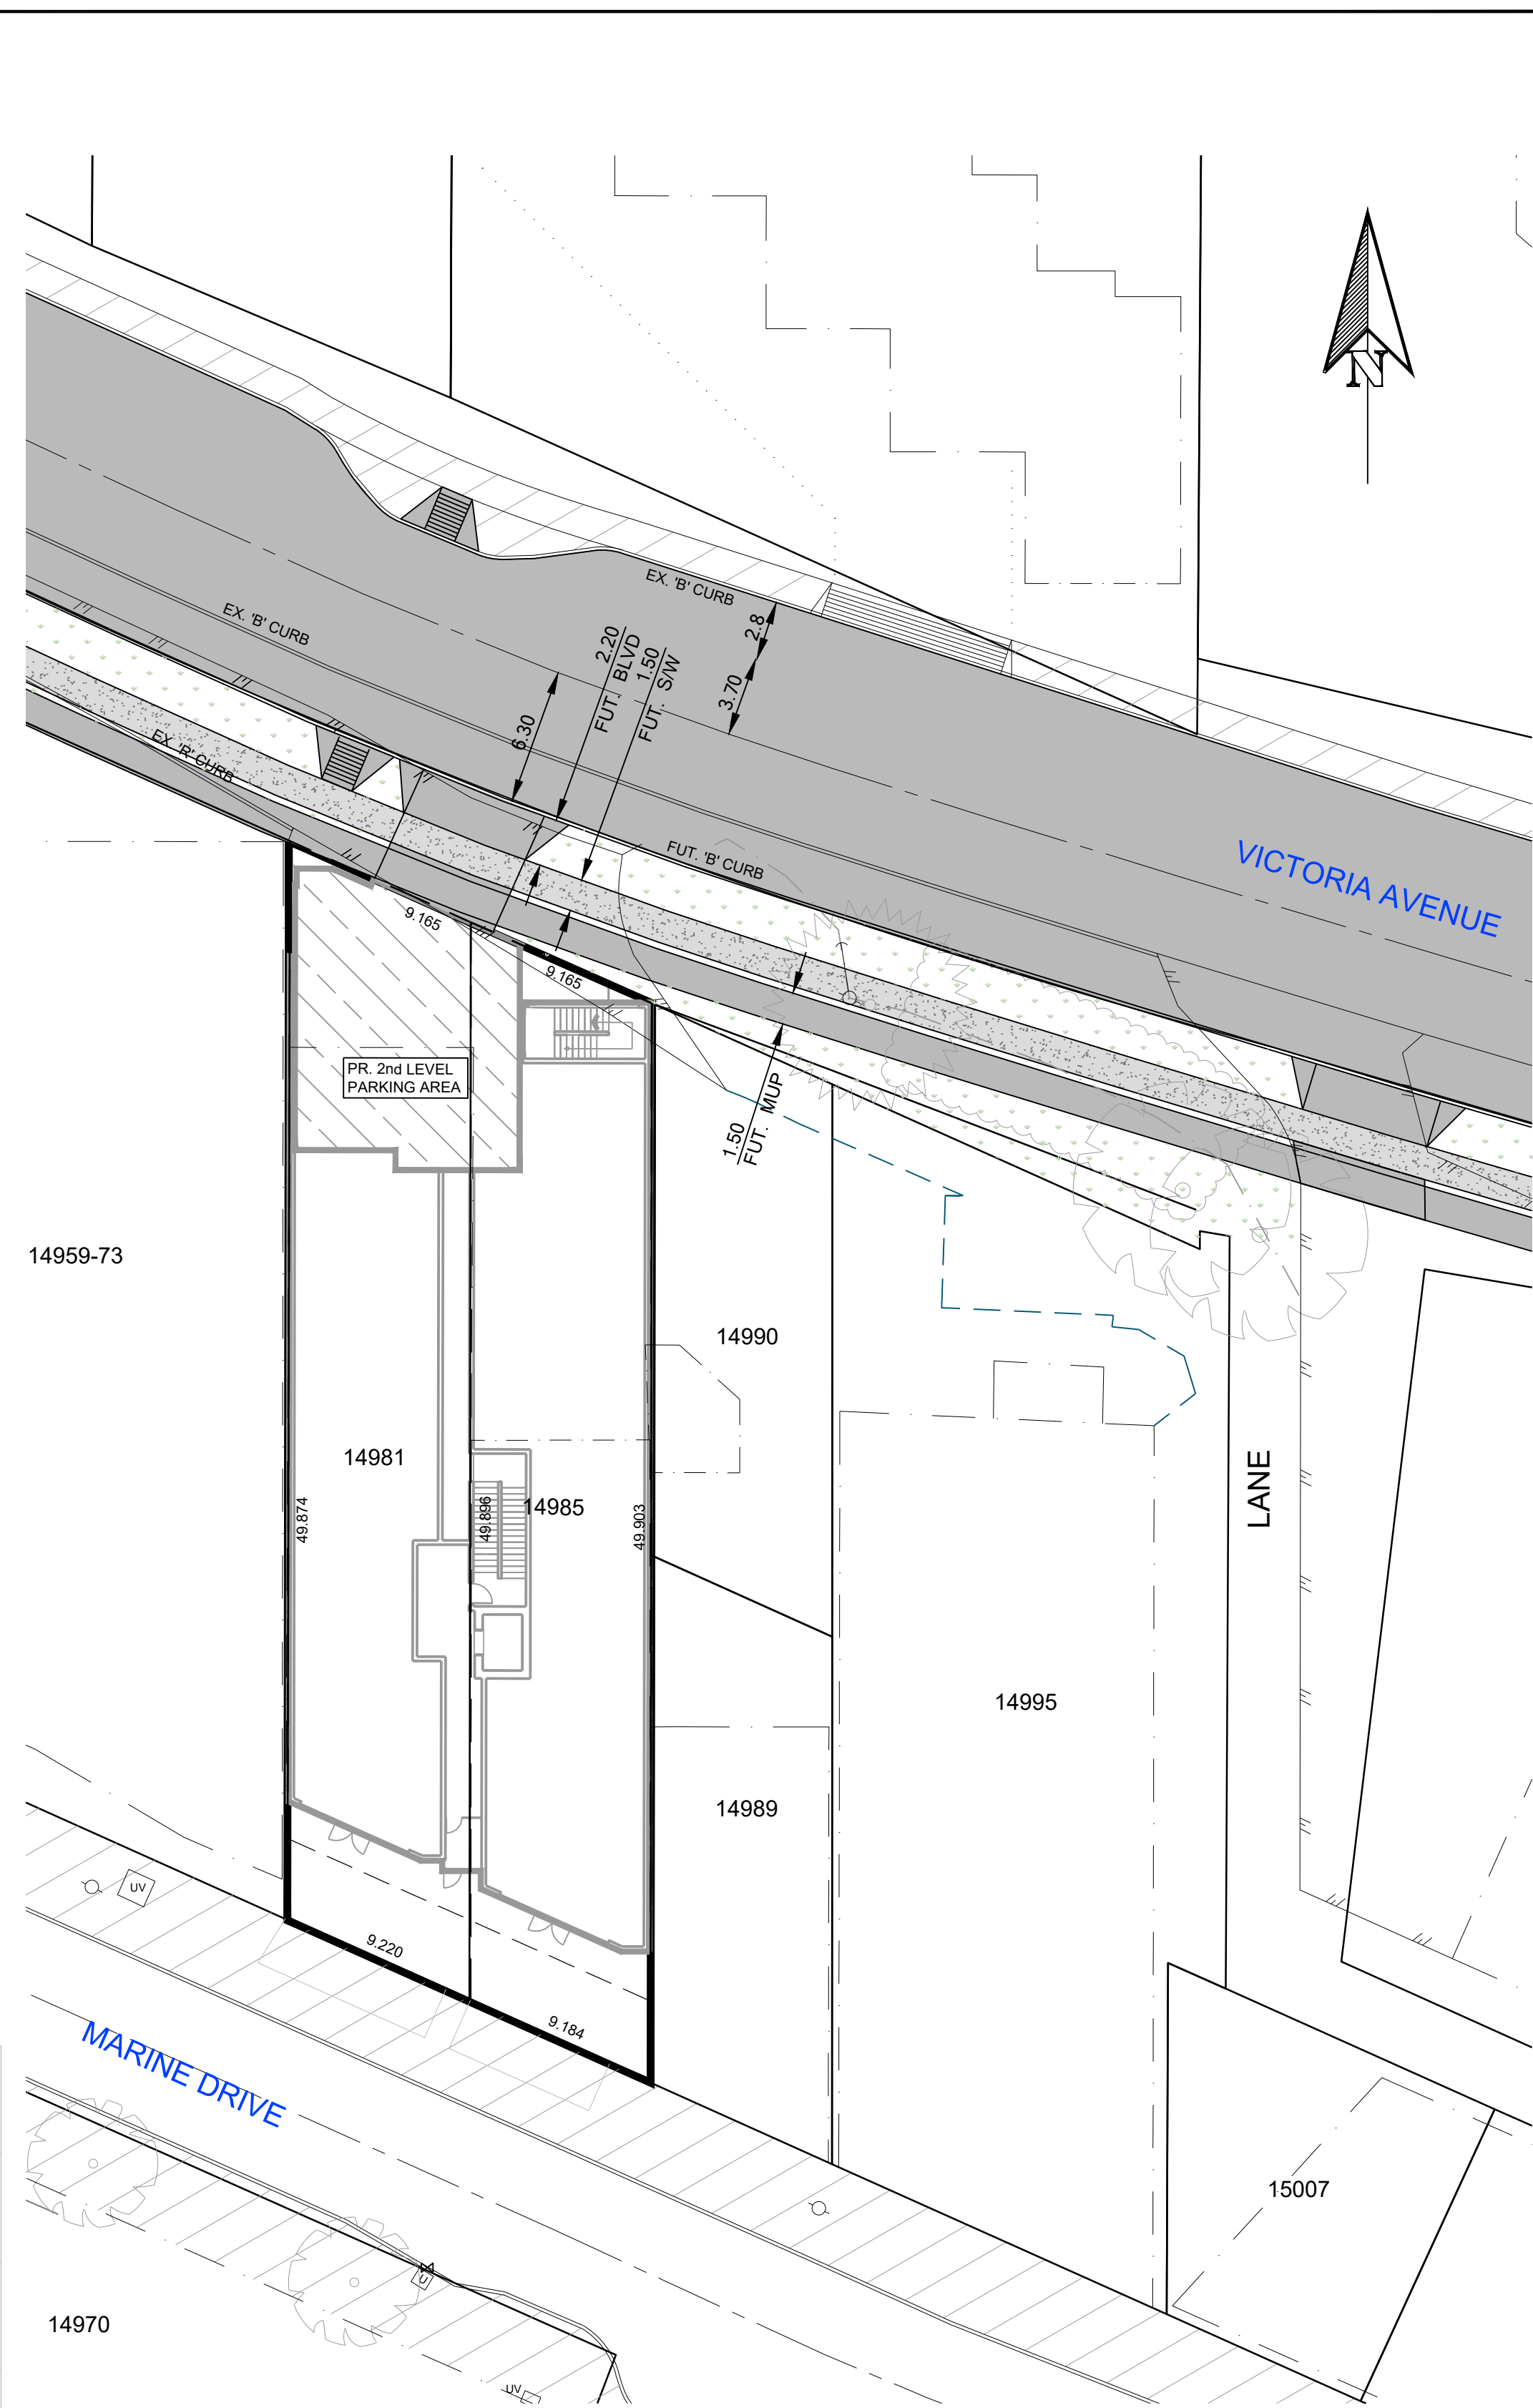 N
EX. 'B' CURB
EX. 'B' CURB
2.8
3.70
2.20
FUT. BLVD
1.50
FUT. S/W
6.30
EX. 'R' CURB
FUT. 'B' CURB
VICTORIA AVENUE
9.165
9.165
PR. 2nd LEVEL
PARKING AREA
1.50
FUT. MUP
14959-73
14990
14981
14985
49.874
49.896
49.903
LANE
14995
14989
UV
9.220
9.184
MARINE DRIVE
15007
U
14970
UV